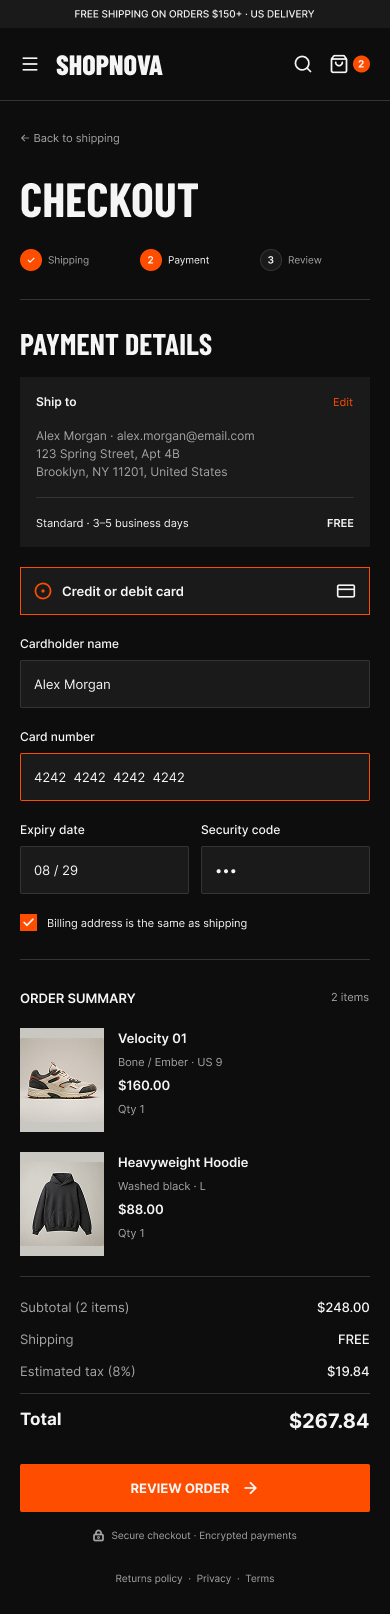 FREE SHIPPING ON ORDERS $150+ · US DELIVERY
SHOPNOVA
2
← Back to shipping
CHECKOUT
✓ Shipping
2 Payment
3 Review
PAYMENT DETAILS
Ship to
Edit
Alex Morgan · alex.morgan@email.com
123 Spring Street, Apt 4B
Brooklyn, NY 11201, United States
Standard · 3–5 business days
FREE
Credit or debit card
Cardholder name
Alex Morgan
Card number
4242 4242 4242 4242
Expiry date
Security code
08 / 29
•••
Billing address is the same as shipping
ORDER SUMMARY
2 items
Velocity 01
Bone / Ember · US 9
$160.00
Qty 1
Heavyweight Hoodie
Washed black · L
$88.00
Qty 1
Subtotal (2 items)
$248.00
Shipping
FREE
Estimated tax (8%)
$19.84
Total
$267.84
REVIEW ORDER →
Secure checkout · Encrypted payments
Returns policy · Privacy · Terms